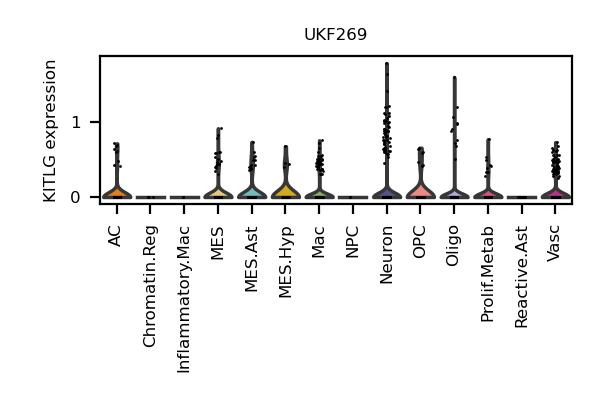 UKF269
KITLG expression
1
0
AC
Chromatin.Reg
Inflammatory.Mac
MES
MES.Ast
MES.Hyp
Mac
NPC
Neuron
OPC
Oligo
Prolif.Metab
Reactive.Ast
Vasc